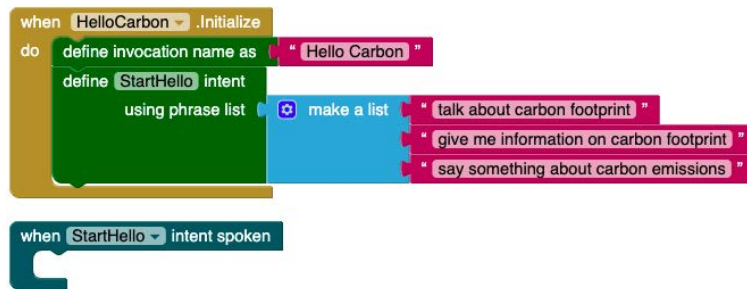 when HelloCarbon .Initialize
do define invocation name as " Hello Carbon "
define StartHello intent
using phrase list make a list " talk about carbon footprint "
" give me information on carbon footprint "
" say something about carbon emissions "
when StartHello intent spoken